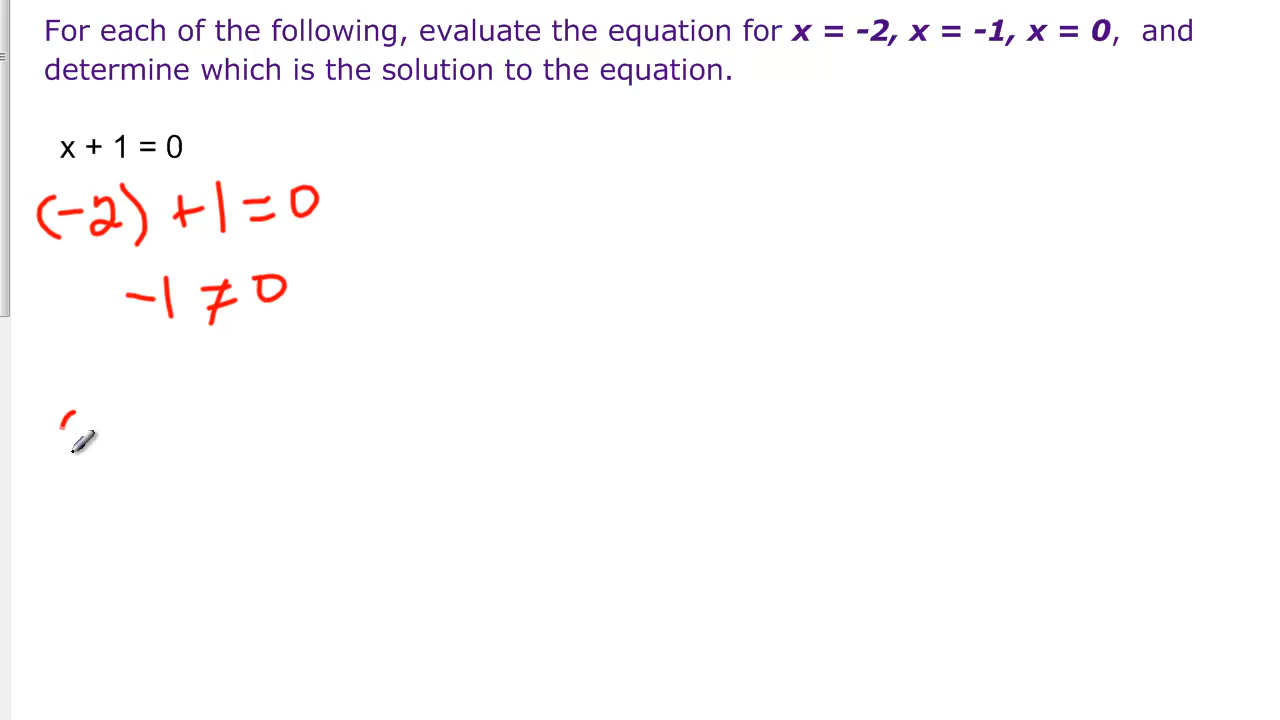 For each of the following, evaluate the equation for x = -2, x = -1, x = 0, and
determine which is the solution to the equation.
x + 1 = 0
(-2) + 1 = 0
-1 ≠ 0